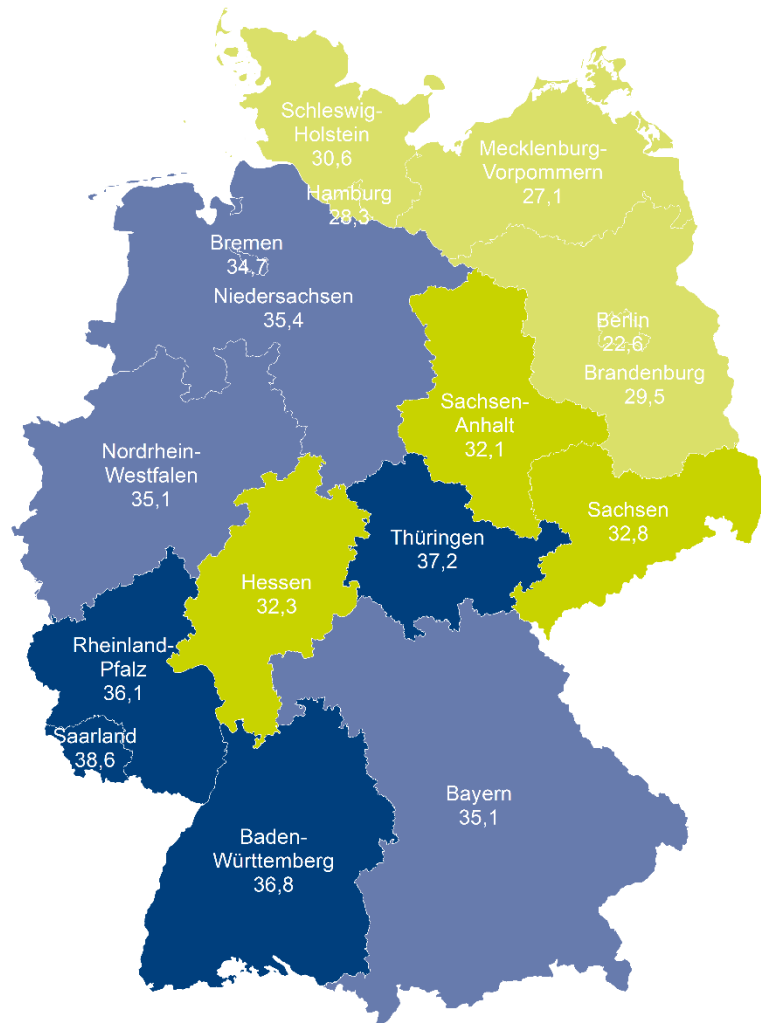 Schleswig-
Holstein
30,6
Mecklenburg-
Vorpommern
27,1
Hamburg
28,3
Bremen
34,7
Niedersachsen
35,4
Berlin
22,6
Brandenburg
29,5
Sachsen-
Anhalt
32,1
Nordrhein-
Westfalen
35,1
Sachsen
32,8
Thüringen
37,2
Hessen
32,3
Rheinland-
Pfalz
36,1
Saarland
38,6
Bayern
35,1
Baden-
Württemberg
36,8